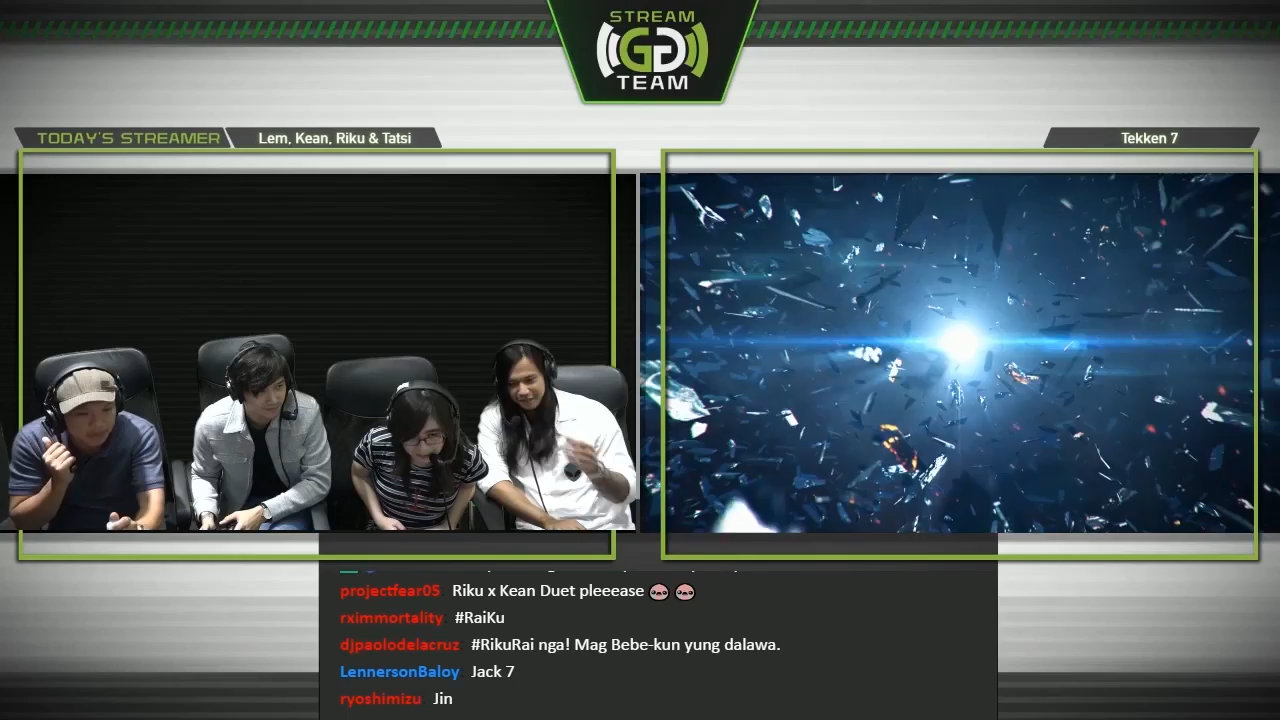 STREAM
GG
TEAM
TODAY'S STREAMER
Lem, Kean, Riku & Tatsi
Tekken 7
projectfear05 Riku x Kean Duet pleeease
rximmortality #RaiKu
djpaolodelacruz #RikuRai nga! Mag Bebe-kun yung dalawa.
LennersonBaloy Jack 7
ryoshimizu Jin